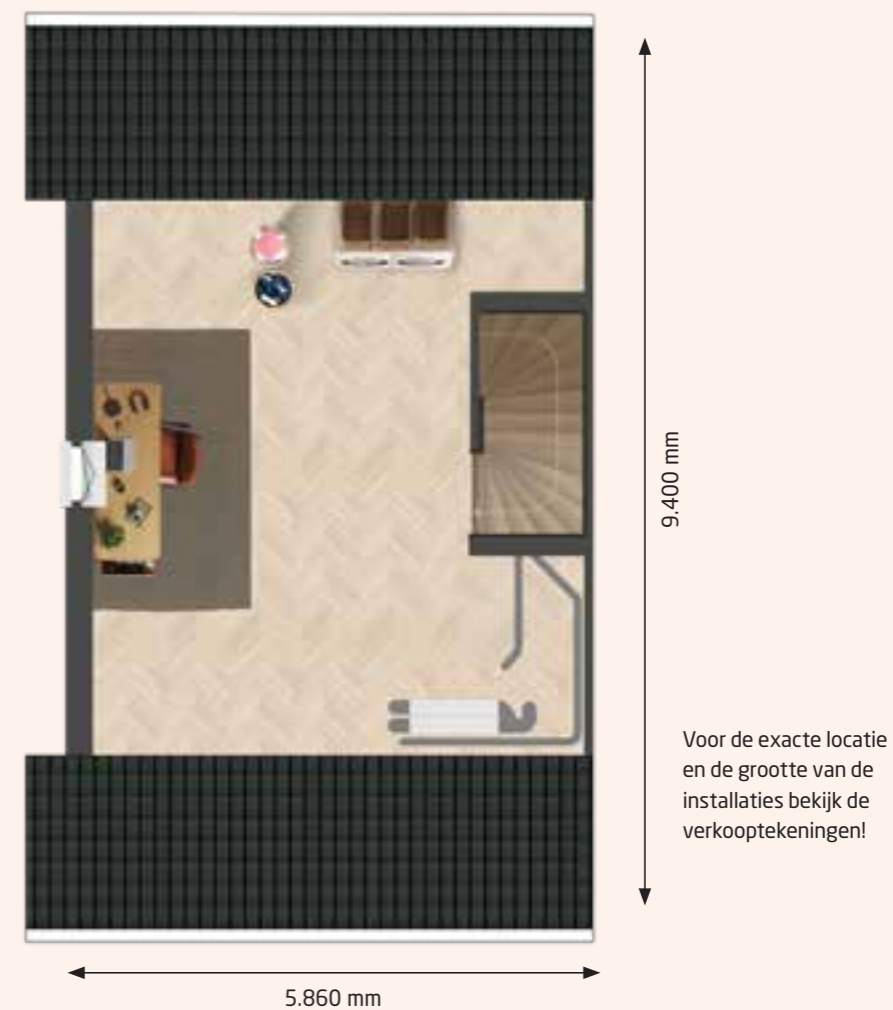 9.400 mm
Voor de exacte locatie
en de grootte van de
installaties bekijk de
verkooptekeningen!
5.860 mm